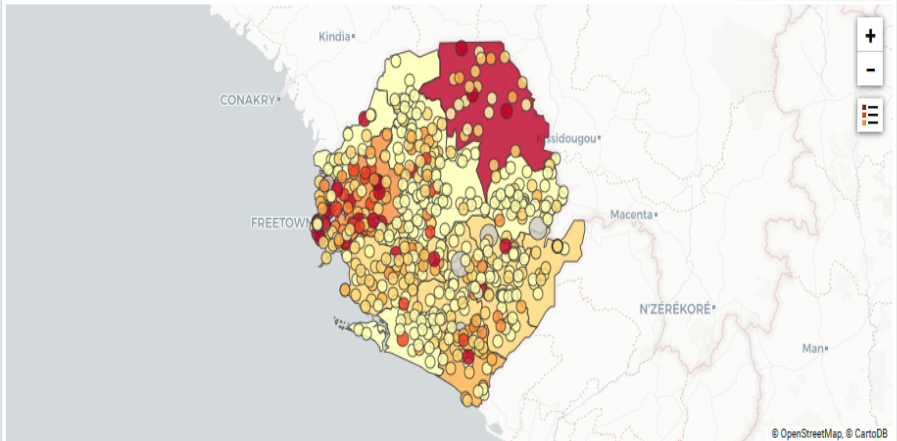 Kindia
+
-
CONAKRY
Kissidougou
Macenta
FREETOWN
N'ZÉRÉKORÉ
Man
© OpenStreetMap, © CartoDB